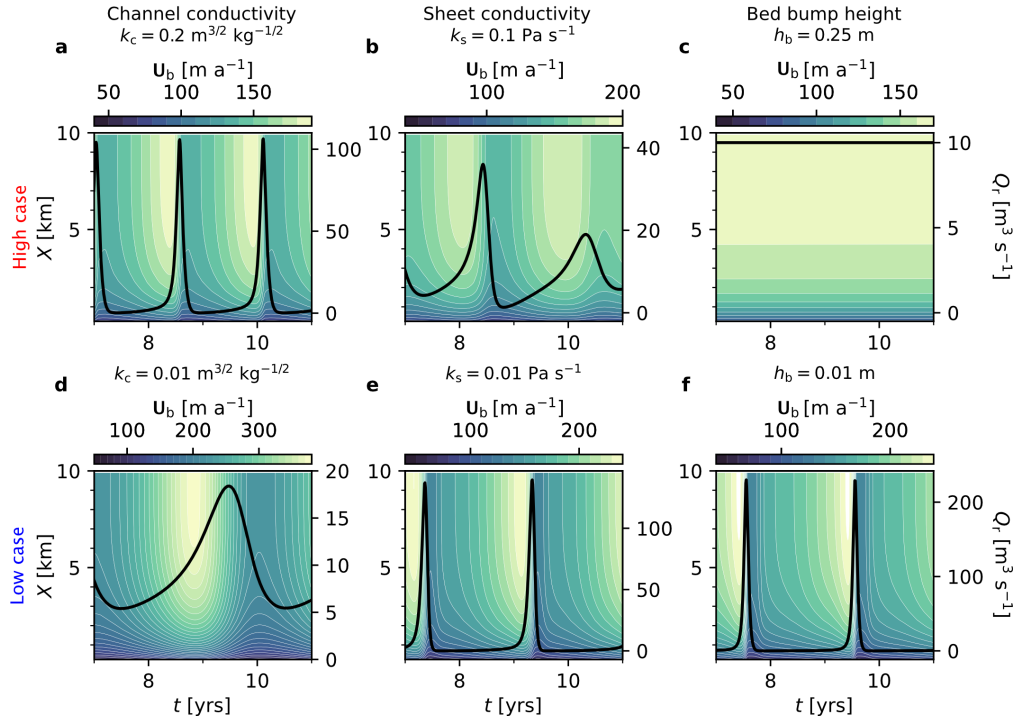 Channel conductivity
k_c = 0.2 m^{3/2} kg^{−1/2}
Sheet conductivity
k_s = 0.1 Pa s^{−1}
Bed bump height
h_b = 0.25 m
a
b
c
U_b [m a^{−1}]
U_b [m a^{−1}]
U_b [m a^{−1}]
50 100 150
100 200
50 100 150
High case
X [km]
10
5
100
50
0
8 10
10
5
40
20
0
8 10
10
5
10
5
0
Q_r [m^3 s^{−1}]
8 10
d
k_c = 0.01 m^{3/2} kg^{−1/2}
e
k_s = 0.01 Pa s^{−1}
f
h_b = 0.01 m
U_b [m a^{−1}]
U_b [m a^{−1}]
U_b [m a^{−1}]
100 200 300
100 200
100 200
Low case
X [km]
10
5
20
15
10
5
0
8 10
t [yrs]
10
5
100
50
0
8 10
t [yrs]
10
5
200
100
0
Q_r [m^3 s^{−1}]
8 10
t [yrs]